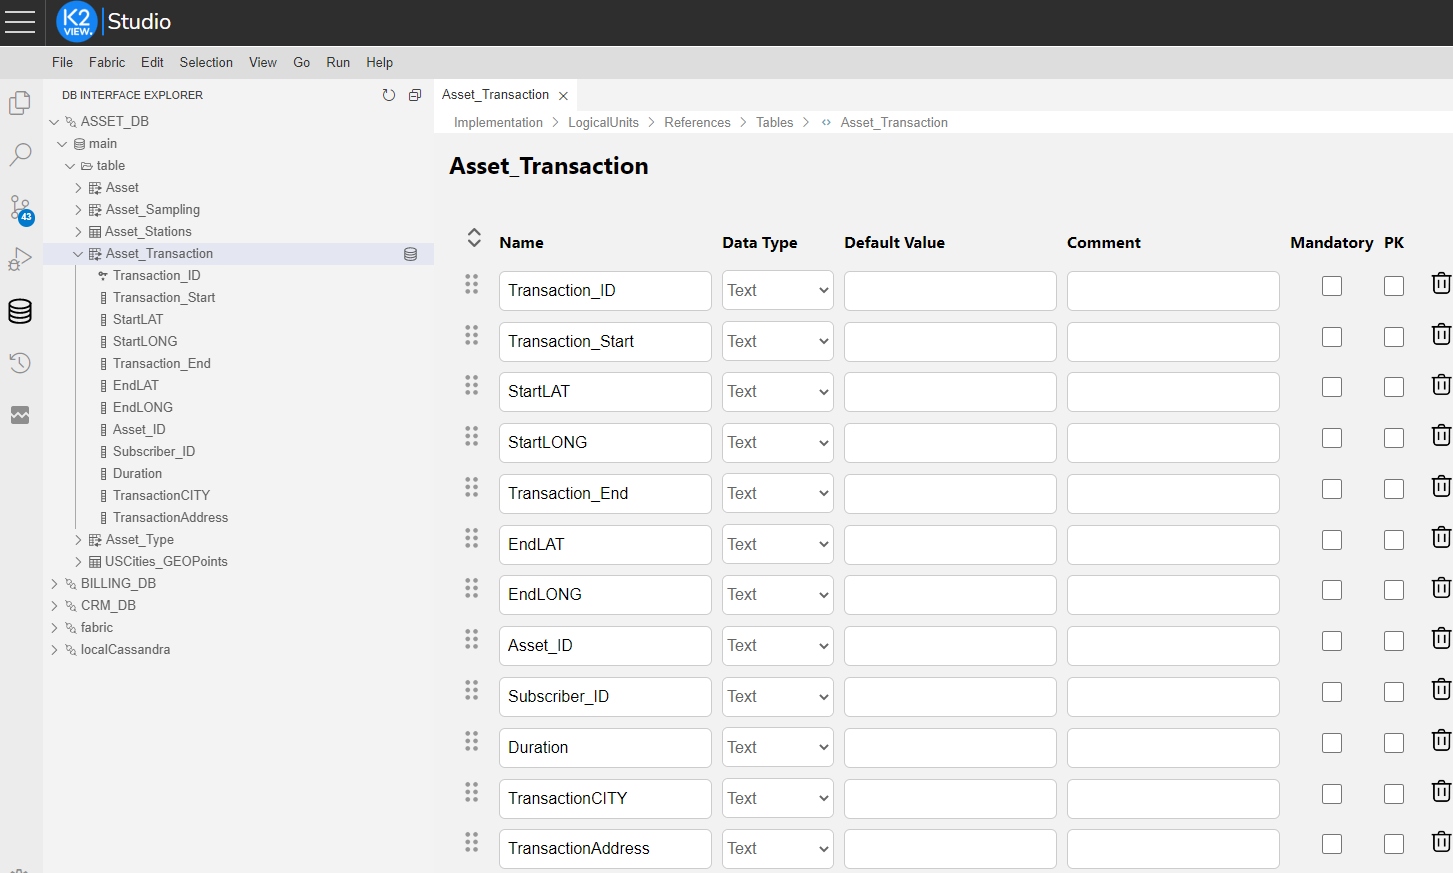 K2
VIEW.
Studio
File Fabric Edit Selection View Go Run Help
DB INTERFACE EXPLORER
ASSET_DB
main
table
Asset
Asset_Sampling
Asset_Stations
Asset_Transaction
Transaction_ID
Transaction_Start
StartLAT
StartLONG
Transaction_End
EndLAT
EndLONG
Asset_ID
Subscriber_ID
Duration
TransactionCITY
TransactionAddress
Asset_Type
USCities_GEOPoints
BILLING_DB
CRM_DB
fabric
localCassandra
43
Asset_Transaction
Implementation > LogicalUnits > References > Tables > Asset_Transaction
Asset_Transaction
Name Data Type Default Value Comment Mandatory PK
Transaction_ID Text
Transaction_Start Text
StartLAT Text
StartLONG Text
Transaction_End Text
EndLAT Text
EndLONG Text
Asset_ID Text
Subscriber_ID Text
Duration Text
TransactionCITY Text
TransactionAddress Text